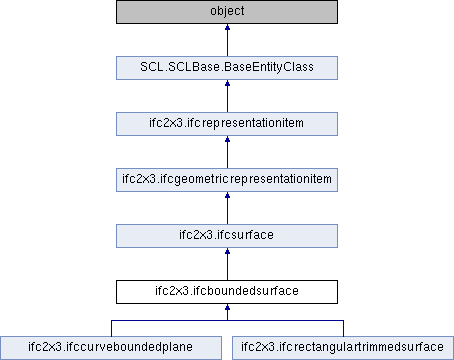 object
SCL.SCLBase.BaseEntityClass
ifc2x3.ifcrepresentationitem
ifc2x3.ifcgeometricrepresentationitem
ifc2x3.ifcsurface
ifc2x3.ifcboundedsurface
ifc2x3.ifccurveboundedplane
ifc2x3.ifcrectangulartrimmedsurface